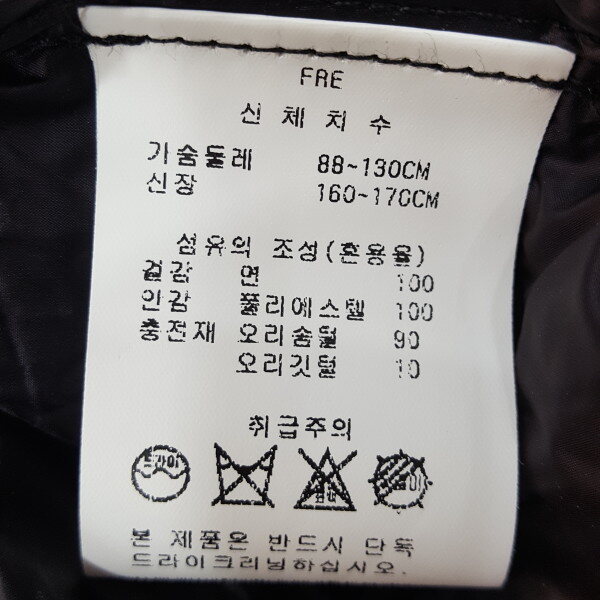 FRE
신체치수
가슴둘레 88~130CM
신장 160~170CM
섬유의 조성(혼용율)
겉감 면 100
안감 폴리에스텔 100
충전재 오리솜털 90
오리깃털 10
취급주의
드라이
본 제품은 반드시 단독
드라이크리닝하십시오.